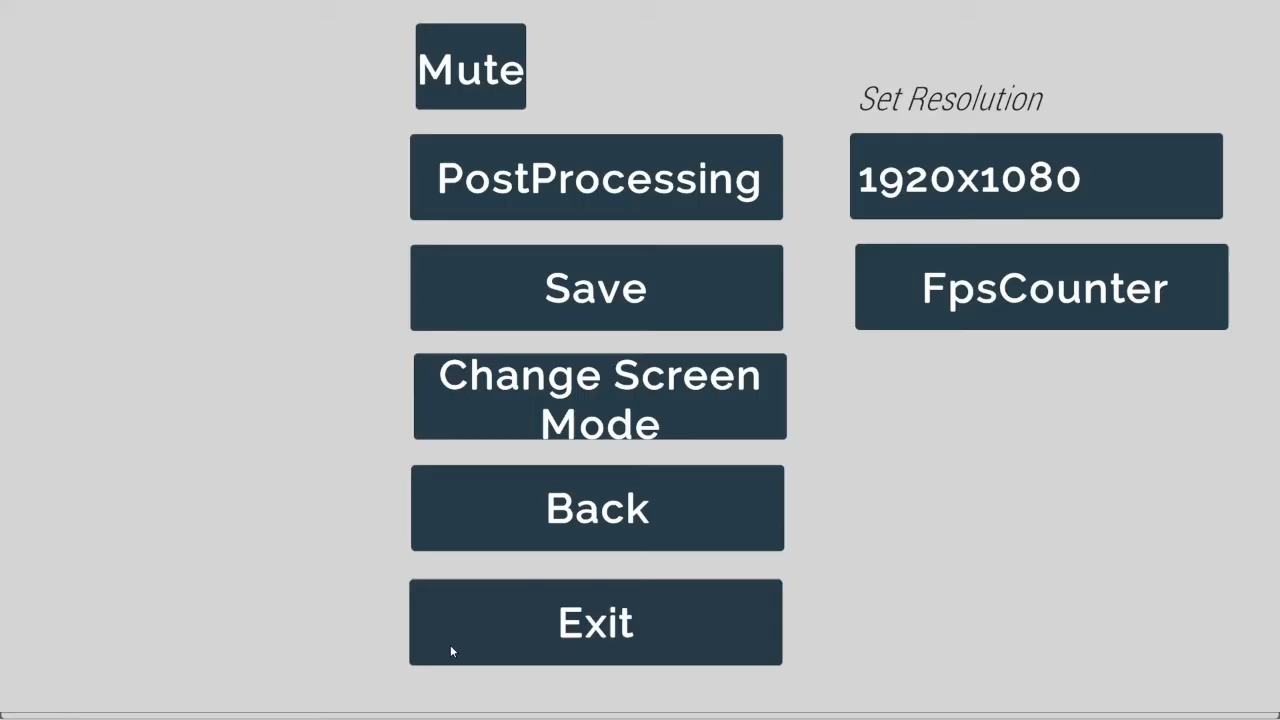 Mute
Set Resolution
PostProcessing
1920x1080
Save
FpsCounter
Change Screen
Mode
Back
Exit